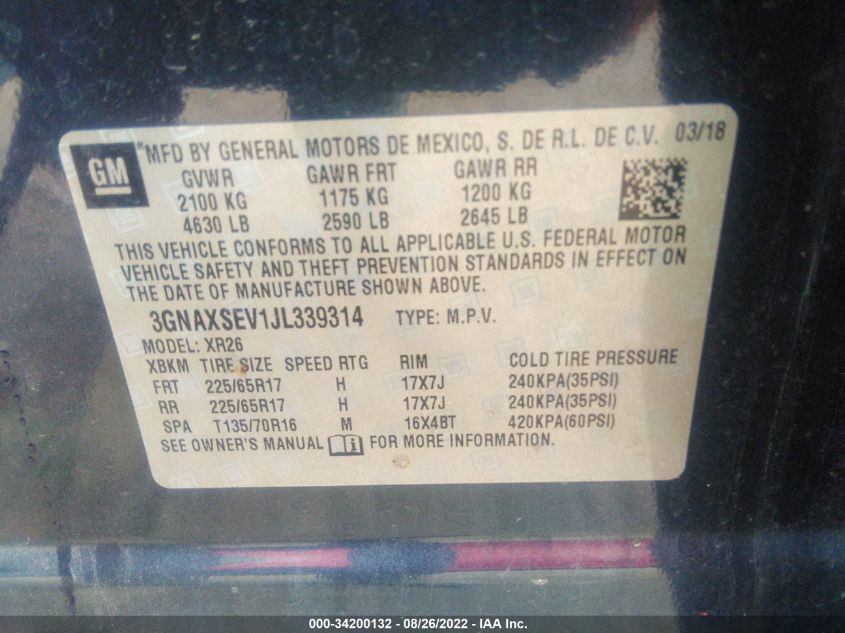 GM
*MFD BY GENERAL MOTORS DE MEXICO, S. DE R.L. DE C.V. 03/18
GVWR GAWR FRT GAWR RR
2100 KG 1175 KG 1200 KG
4630 LB 2590 LB 2645 LB
THIS VEHICLE CONFORMS TO ALL APPLICABLE U.S. FEDERAL MOTOR
VEHICLE SAFETY AND THEFT PREVENTION STANDARDS IN EFFECT ON
THE DATE OF MANUFACTURE SHOWN ABOVE.
3GNAXSEV1JL339314 TYPE: M.P.V.
MODEL: XR26
XBKM TIRE SIZE SPEED RTG RIM COLD TIRE PRESSURE
FRT 225/65R17 H 17X7J 240KPA(35PSI)
RR 225/65R17 H 17X7J 240KPA(35PSI)
SPA T135/70R16 M 16X4BT 420KPA(60PSI)
SEE OWNER'S MANUAL FOR MORE INFORMATION.
000-34200132 - 08/26/2022 - IAA Inc.